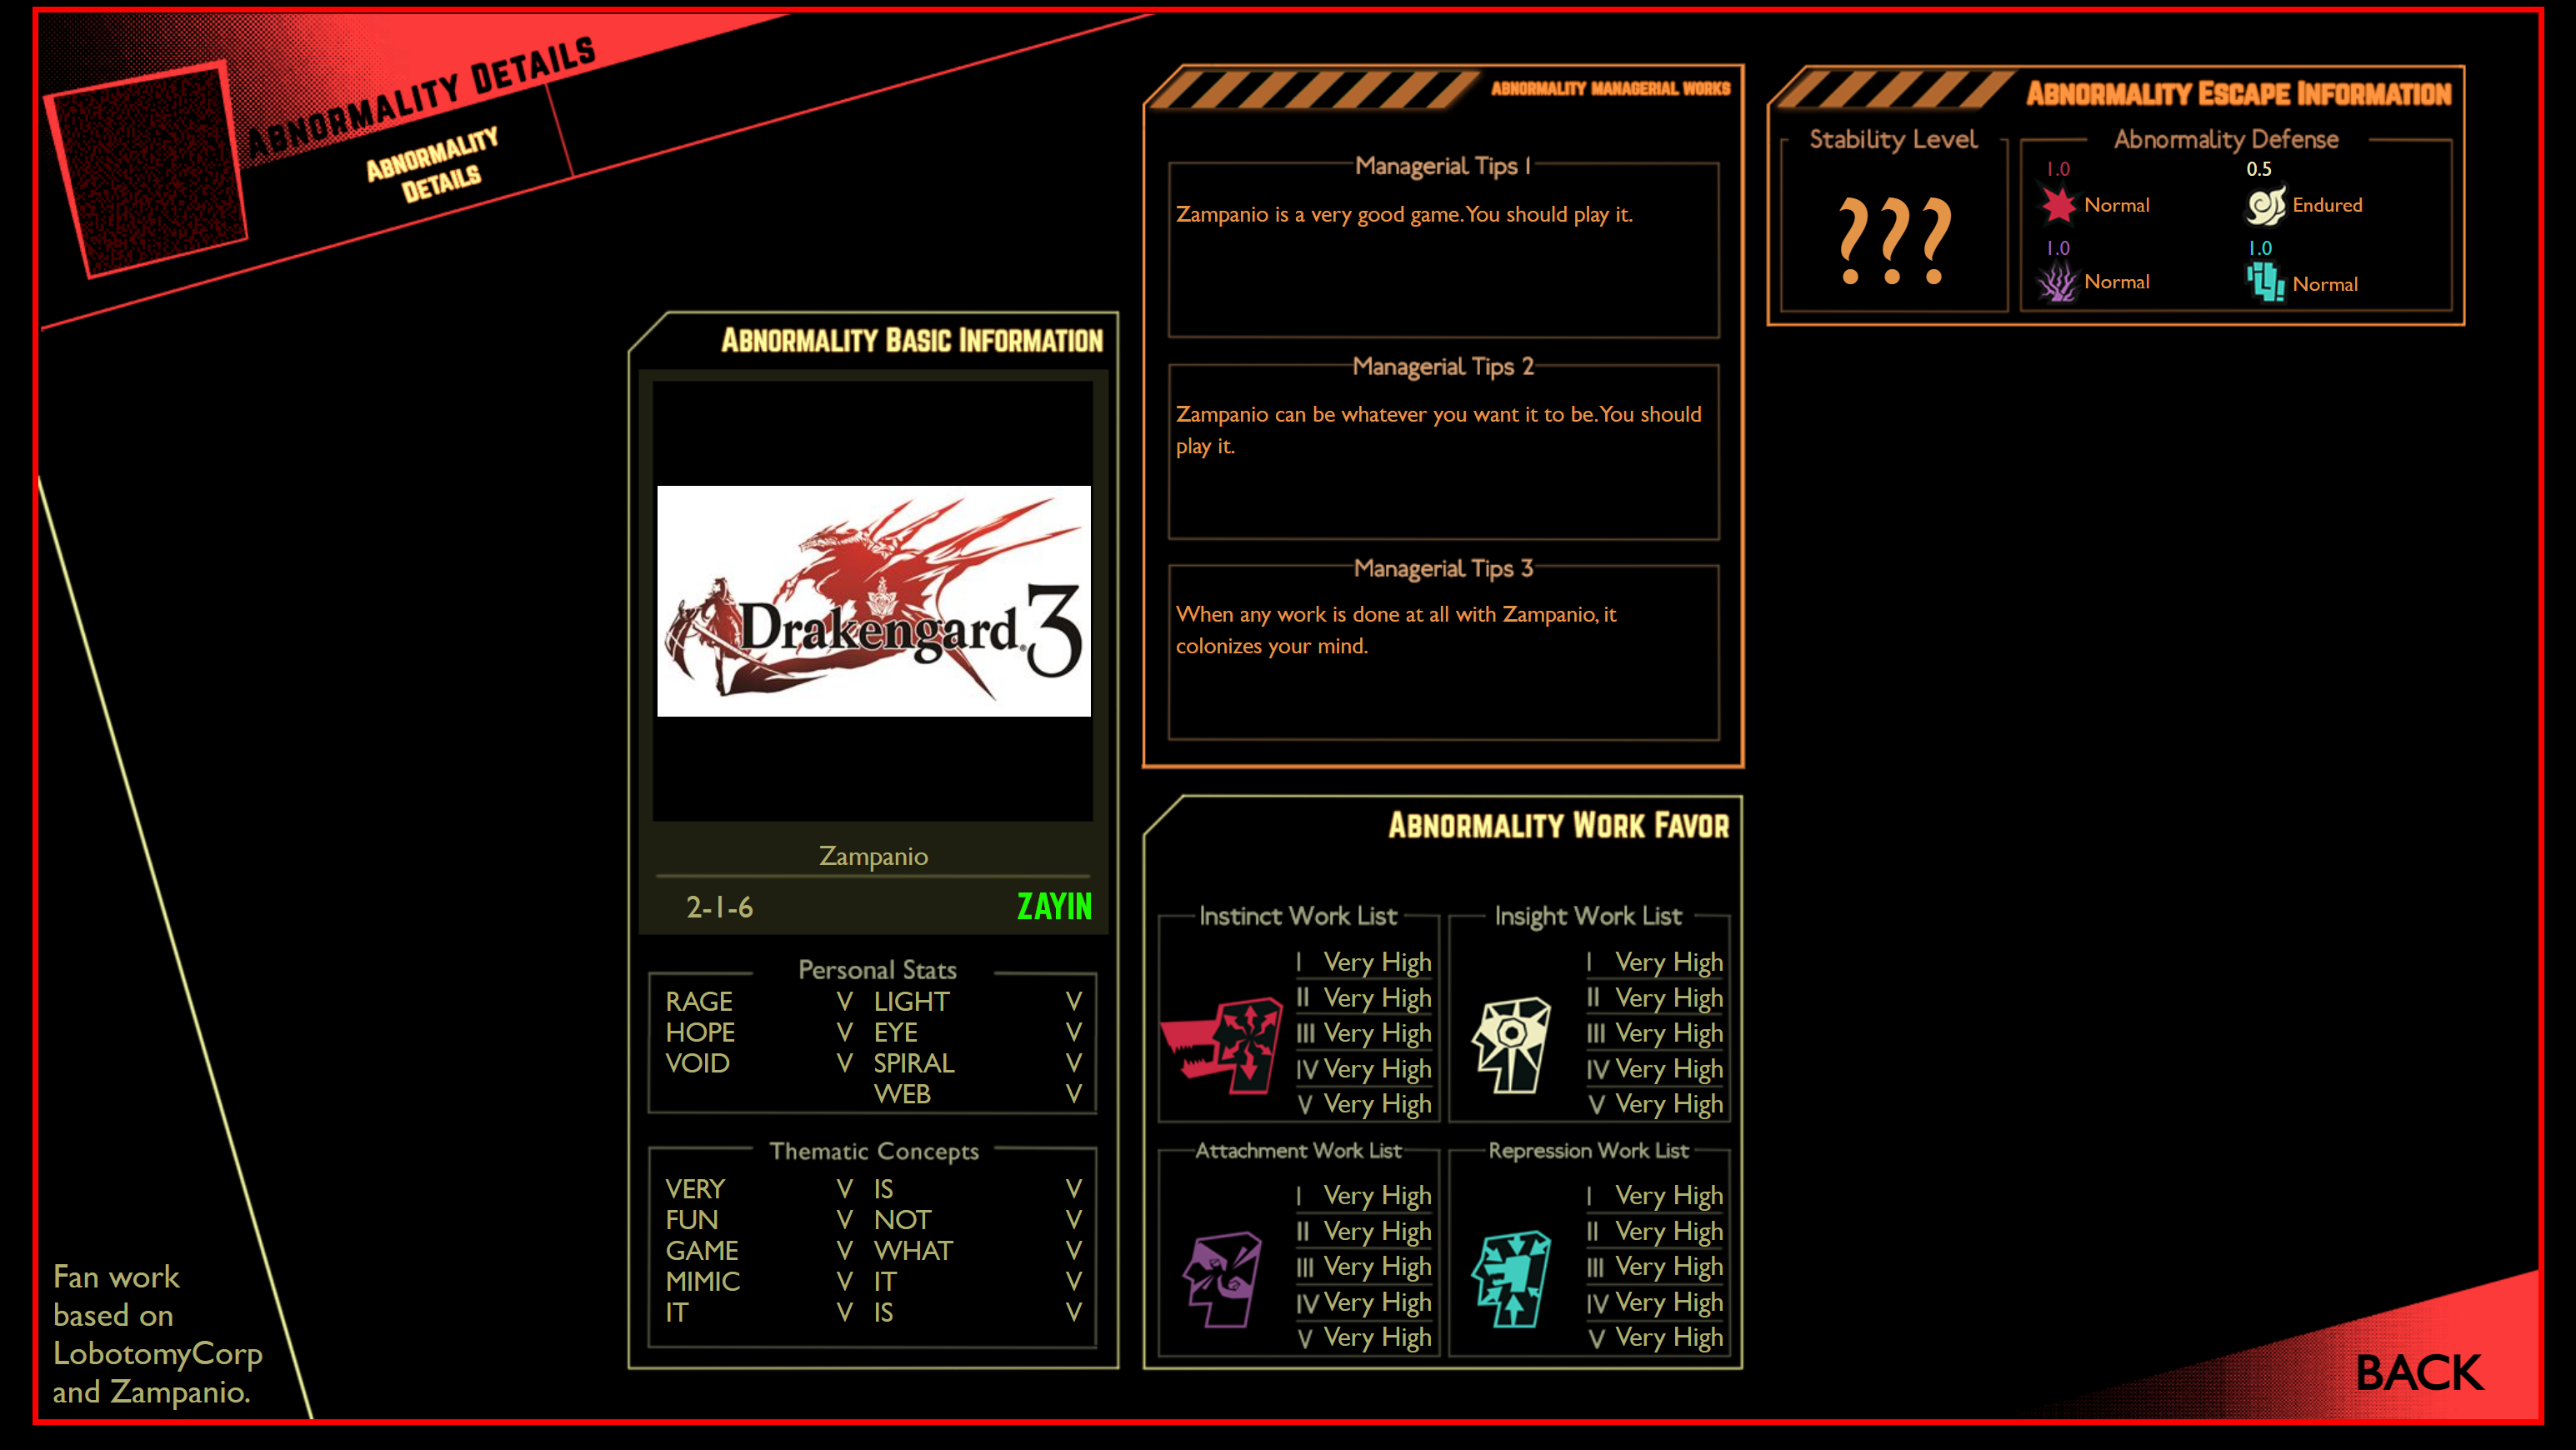 ABNORMALITY DETAILS
ABNORMALITY
DETAILS
ABNORMALITY BASIC INFORMATION
Drakengard® 3
Zampanio
2-1-6 ZAYIN
Personal Stats
RAGE V LIGHT V
HOPE V EYE V
VOID V SPIRAL V
WEB V
Thematic Concepts
VERY V IS V
FUN V NOT V
GAME V WHAT V
MIMIC V IT V
IT V IS V
ABNORMALITY MANAGERIAL WORKS
Managerial Tips 1
Zampanio is a very good game. You should play it.
Managerial Tips 2
Zampanio can be whatever you want it to be. You should
play it.
Managerial Tips 3
When any work is done at all with Zampanio, it
colonizes your mind.
ABNORMALITY WORK FAVOR
Instinct Work List
I Very High
II Very High
III Very High
IV Very High
V Very High
Insight Work List
I Very High
II Very High
III Very High
IV Very High
V Very High
Attachment Work List
I Very High
II Very High
III Very High
IV Very High
V Very High
Repression Work List
I Very High
II Very High
III Very High
IV Very High
V Very High
ABNORMALITY ESCAPE INFORMATION
Stability Level
???
Abnormality Defense
1.0
Normal
0.5
Endured
1.0
Normal
1.0
Normal
Fan work
based on
LobotomyCorp
and Zampanio.
BACK